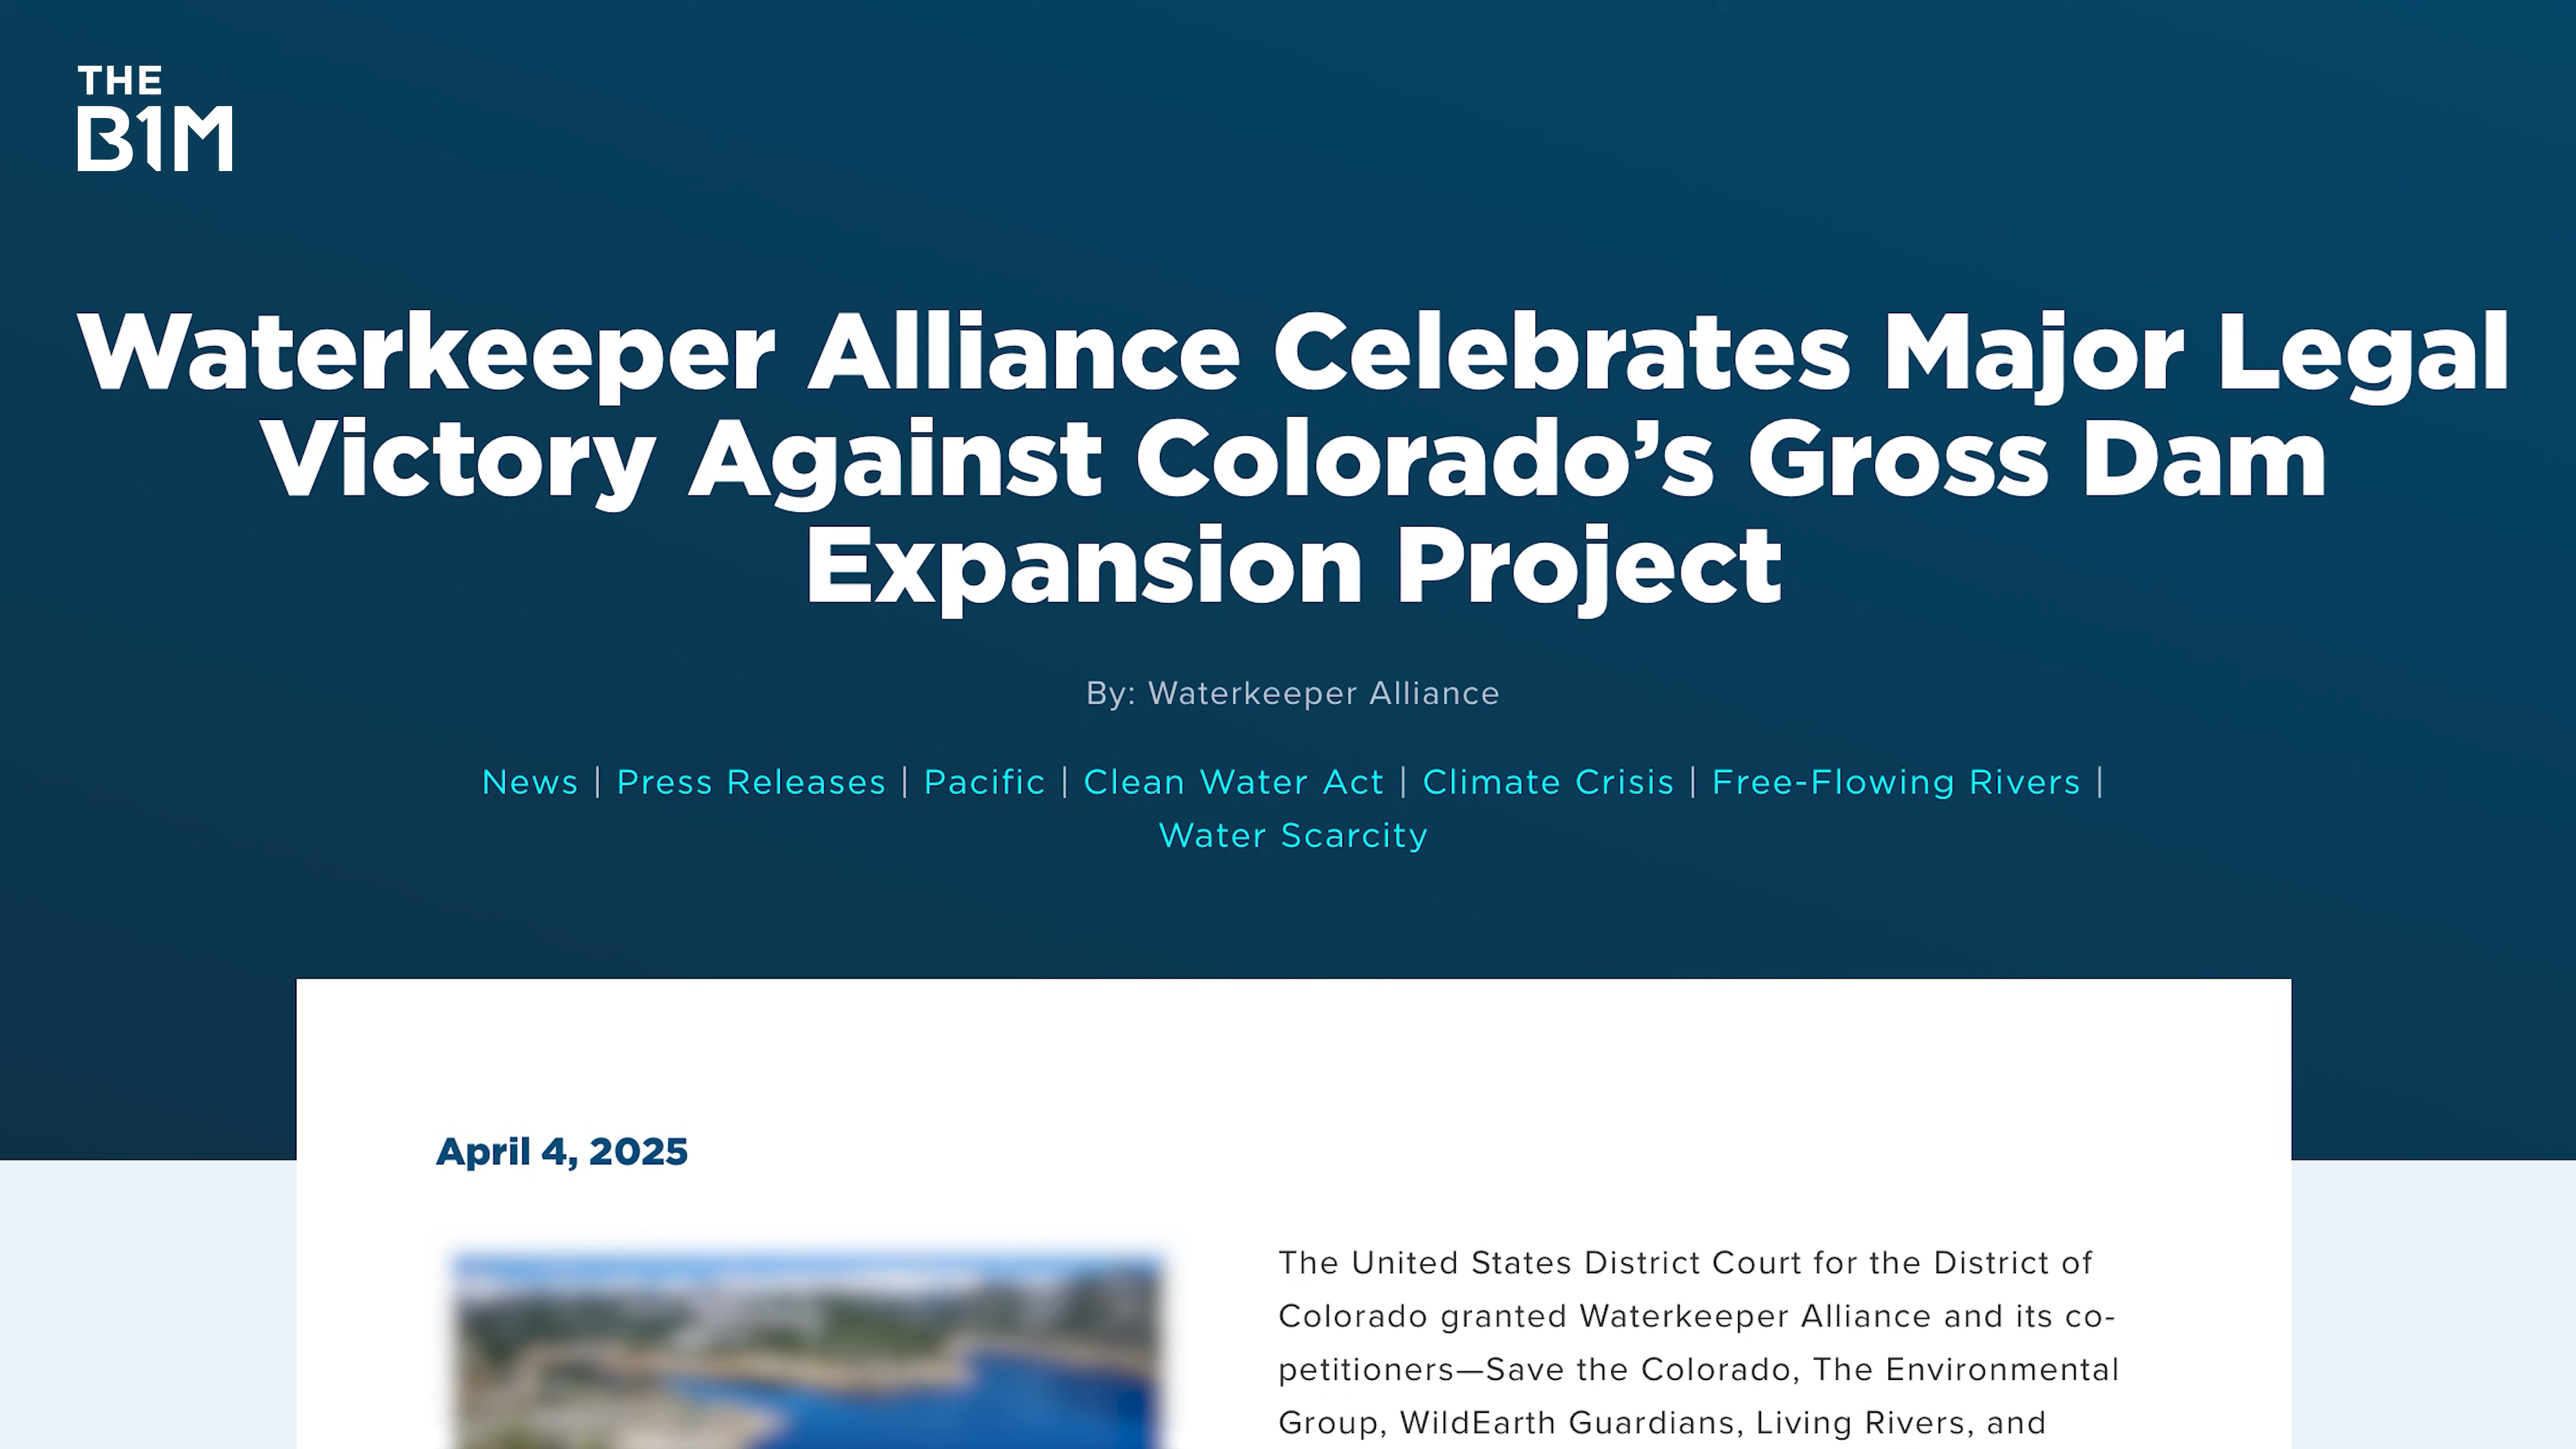 THE
B1M
Waterkeeper Alliance Celebrates Major Legal
Victory Against Colorado’s Gross Dam
Expansion Project
By: Waterkeeper Alliance
News | Press Releases | Pacific | Clean Water Act | Climate Crisis | Free-Flowing Rivers |
Water Scarcity
April 4, 2025
The United States District Court for the District of
Colorado granted Waterkeeper Alliance and its co-
petitioners—Save the Colorado, The Environmental
Group, WildEarth Guardians, Living Rivers, and